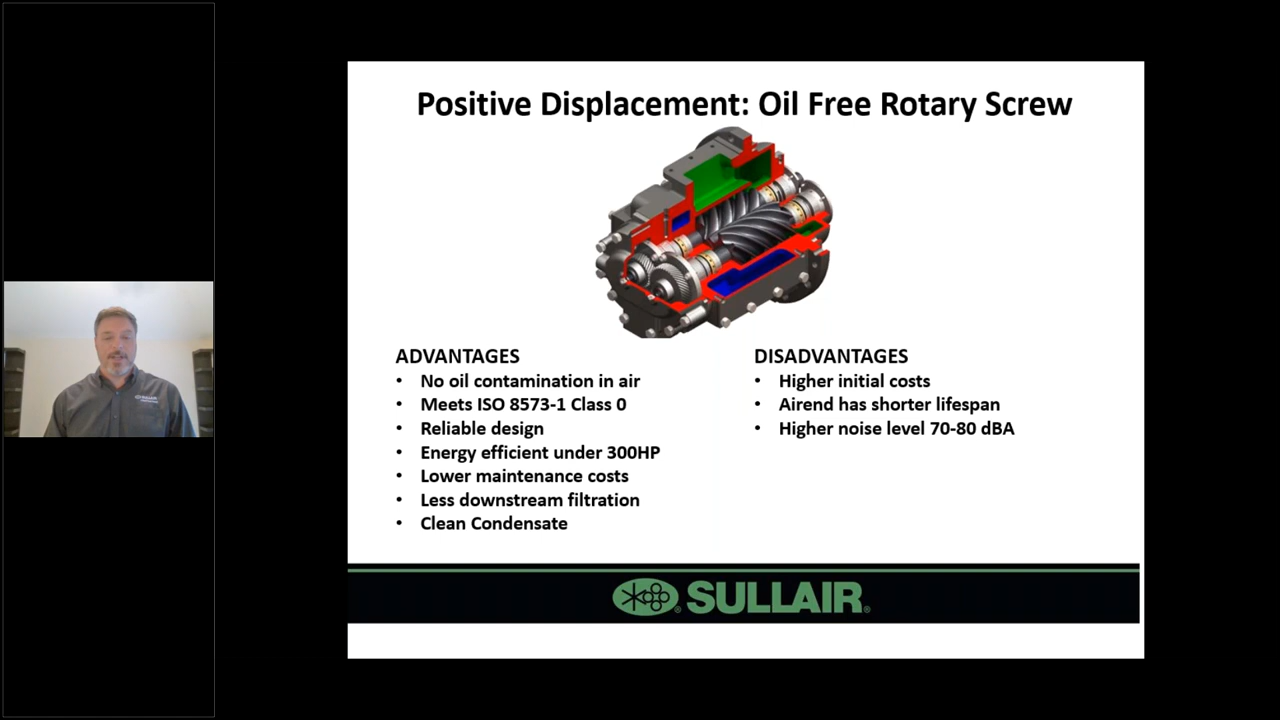 Positive Displacement: Oil Free Rotary Screw
ADVANTAGES
• No oil contamination in air
• Meets ISO 8573-1 Class 0
• Reliable design
• Energy efficient under 300HP
• Lower maintenance costs
• Less downstream filtration
• Clean Condensate
DISADVANTAGES
• Higher initial costs
• Airend has shorter lifespan
• Higher noise level 70-80 dBA
SULLAIR
SULLAIR